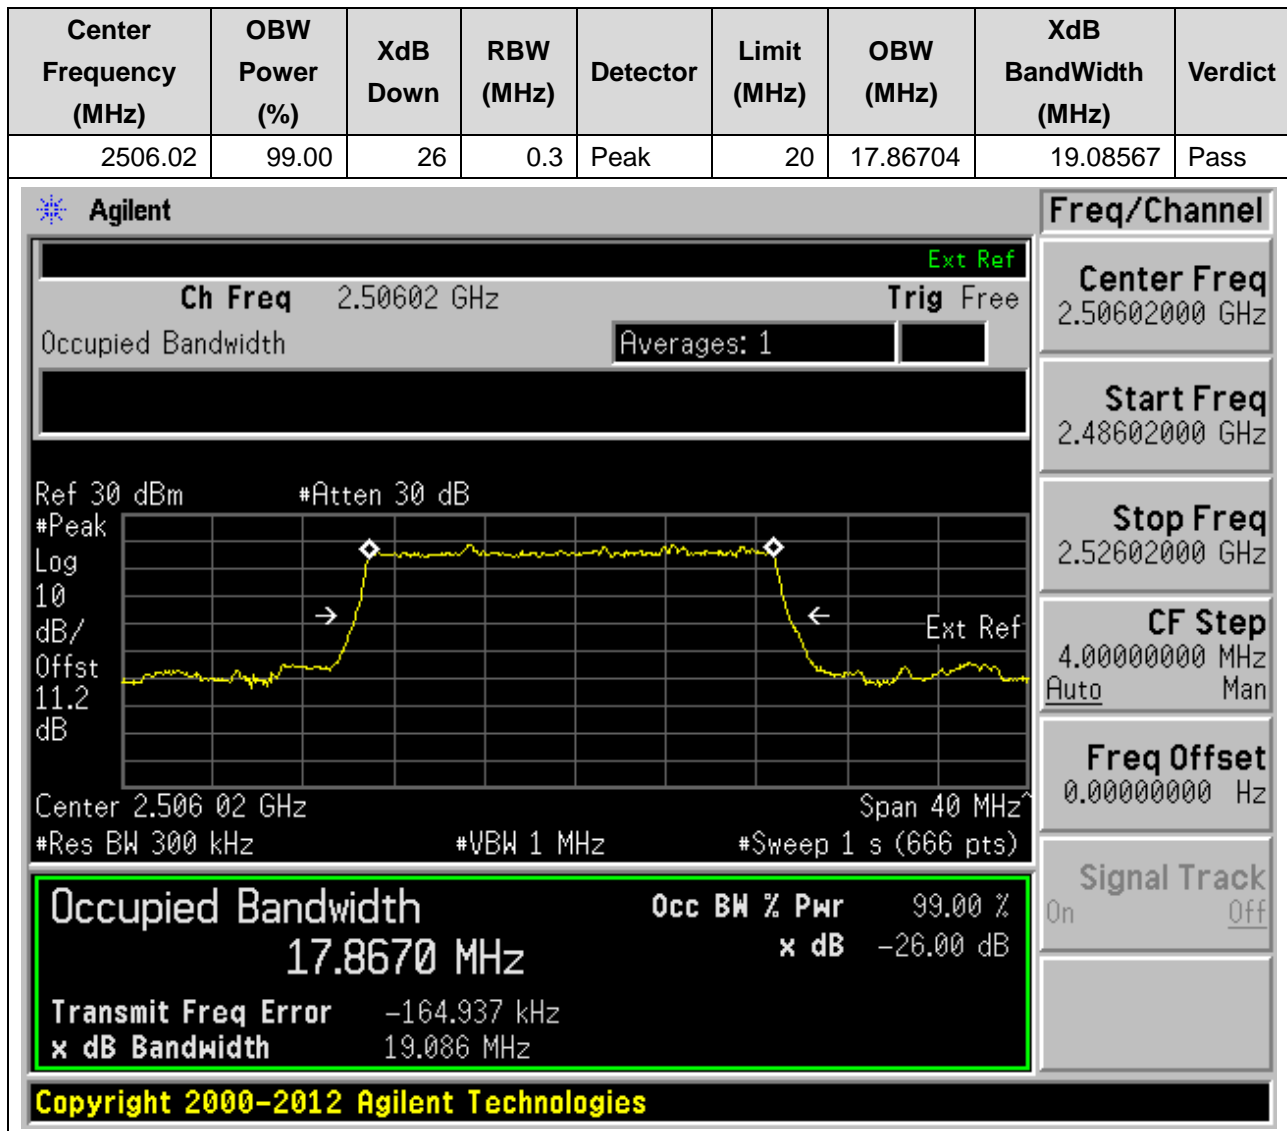 Center Frequency (MHz) OBW Power (%) XdB Down RBW (MHz) Detector Limit (MHz) OBW (MHz) XdB BandWidth (MHz) Verdict
2506.02 99.00 26 0.3 Peak 20 17.86704 19.08567 Pass
Agilent
Freq/Channel
Ext Ref
Ch Freq 2.50602 GHz Trig Free
Occupied Bandwidth Averages: 1
Center Freq
2.50602000 GHz
Start Freq
2.48602000 GHz
Stop Freq
2.52602000 GHz
CF Step
4.00000000 MHz
Auto Man
Freq Offset
0.00000000 Hz
Signal Track
On Off
Ref 30 dBm #Atten 30 dB
#Peak
Log
10
dB/
Offst
11.2
dB
Ext Ref
Center 2.506 02 GHz Span 40 MHz^
#Res BW 300 kHz #VBW 1 MHz #Sweep 1 s (666 pts)
Occupied Bandwidth Occ BW % Pwr 99.00 %
17.8670 MHz x dB -26.00 dB
Transmit Freq Error -164.937 kHz
x dB Bandwidth 19.086 MHz
Copyright 2000-2012 Agilent Technologies